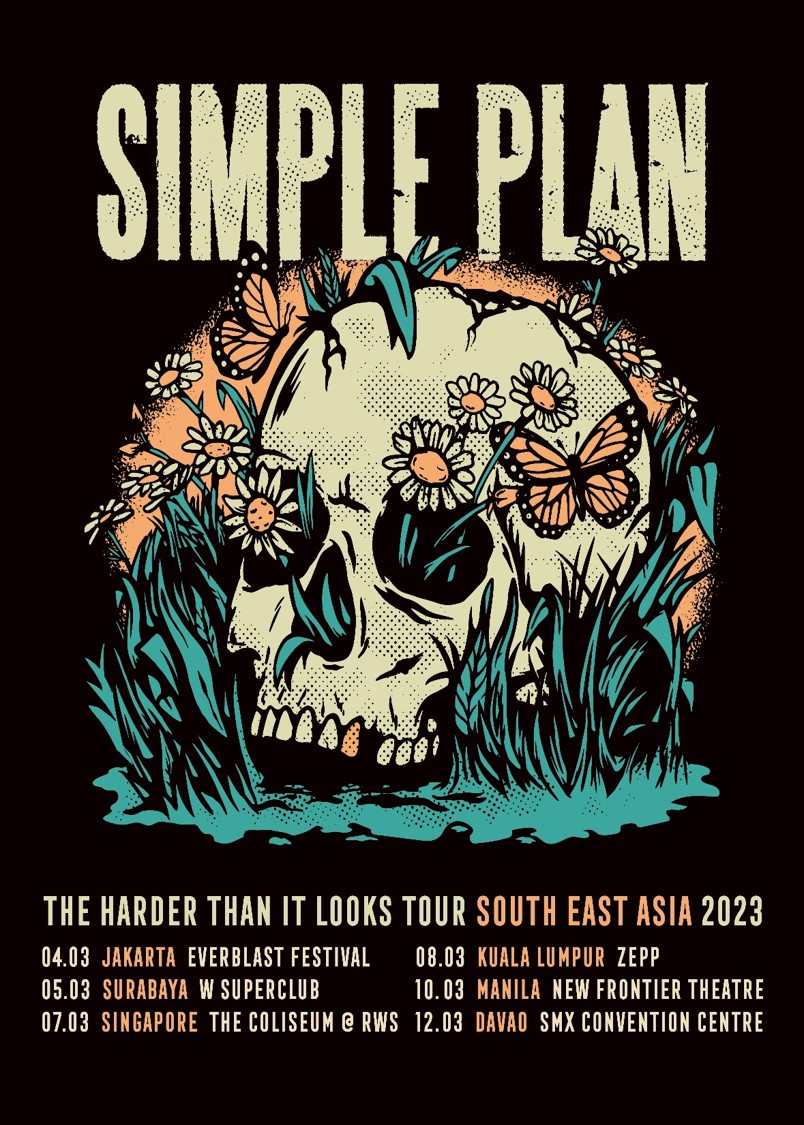 SIMPLE PLAN
THE HARDER THAN IT LOOKS TOUR SOUTH EAST ASIA 2023
04.03 JAKARTA EVERBLAST FESTIVAL
05.03 SURABAYA W SUPERCLUB
07.03 SINGAPORE THE COLISEUM @ RWS
08.03 KUALA LUMPUR ZEPP
10.03 MANILA NEW FRONTIER THEATRE
12.03 DAVAO SMX CONVENTION CENTRE